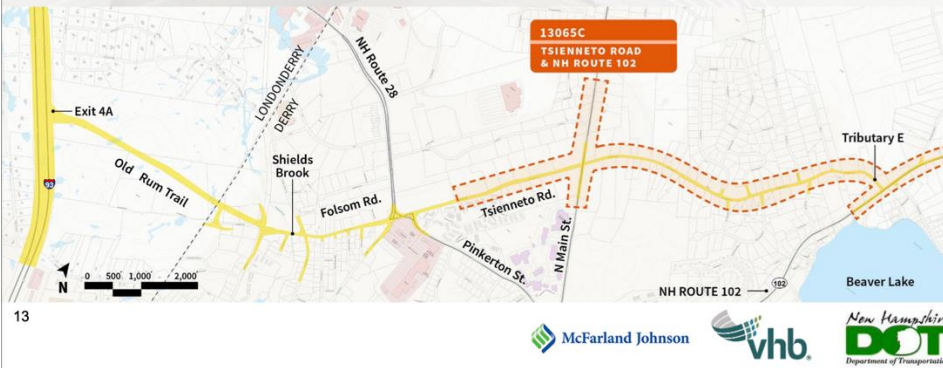 13065C
TSIENNETO ROAD
& NH ROUTE 102
Exit 4A
LONDONDERRY
DERRY
NH Route 28
Tributary E
Old Rum Trail
Shields
Brook
Folsom Rd.
Tsienneto Rd.
Pinkerton St.
N Main St.
93
N
0 500 1,000 2,000
NH ROUTE 102
102
Beaver Lake
13
McFarland Johnson
vhb.
New Hampshire
DOT
Department of Transportation